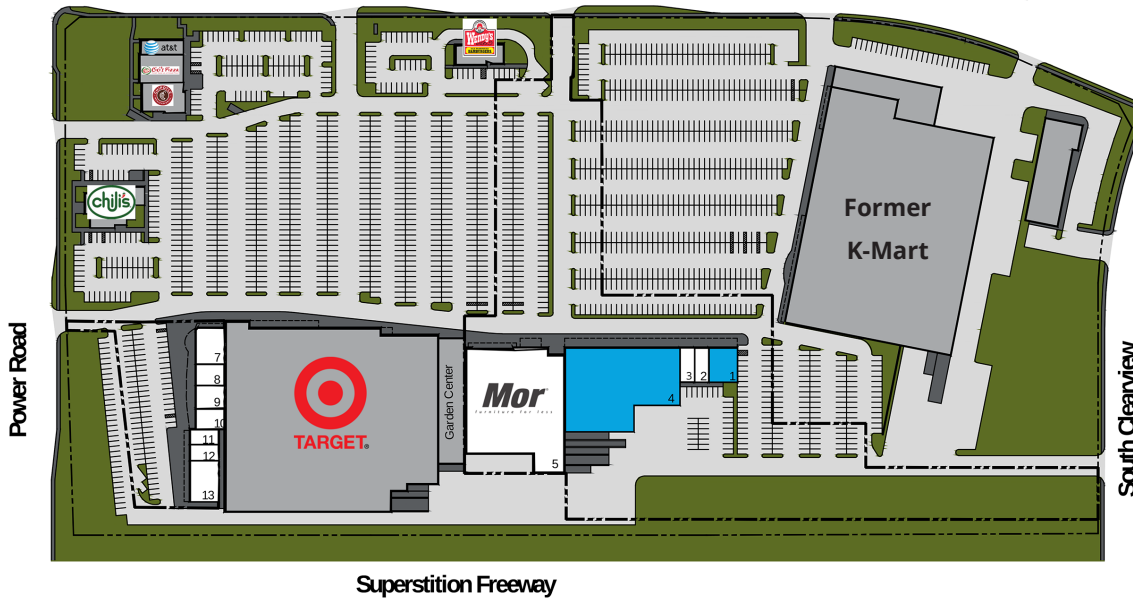 at&t
WENDY'S
HAMBURGERS
chili's
Former
K-Mart
Power Road
7
8
9
10
11
12
13
TARGET
Garden Center
Mor
furniture for less
5
4
3
2
1
South Clearview
Superstition Freeway